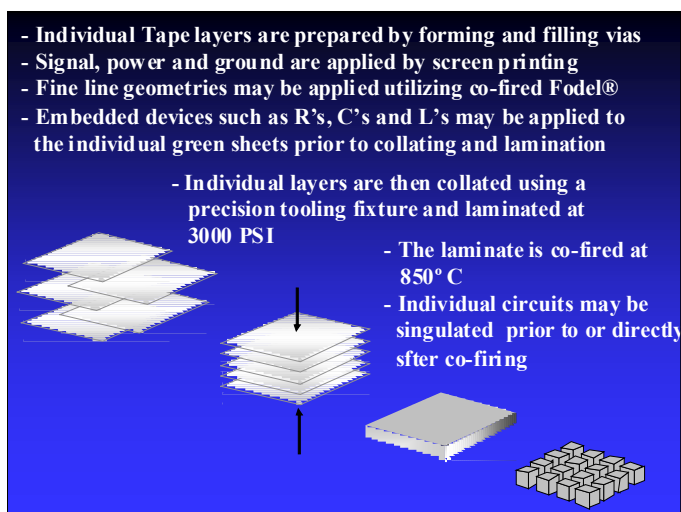 - Individual Tape layers are prepared by forming and filling vias
- Signal, power and ground are applied by screen printing
- Fine line geometries may be applied utilizing co-fired Fodel®
- Embedded devices such as R's, C's and L's may be applied to
the individual green sheets prior to collating and lamination
- Individual layers are then collated using a
precision tooling fixture and laminated at
3000 PSI
- The laminate is co-fired at
850º C
- Individual circuits may be
singulated prior to or directly
sfter co-firing